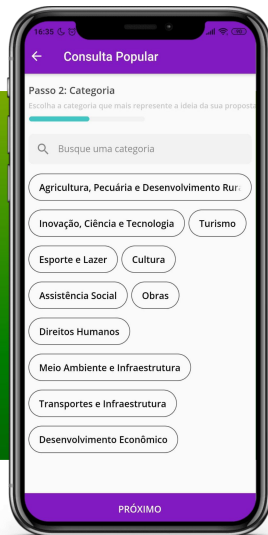 16:35
Consulta Popular
Passo 2: Categoria
Escolha a categoria que mais represente a ideia da sua proposta
Busque uma categoria
Agricultura, Pecuária e Desenvolvimento Rur
Inovação, Ciência e Tecnologia Turismo
Esporte e Lazer Cultura
Assistência Social Obras
Direitos Humanos
Meio Ambiente e Infraestrutura
Transportes e Infraestrutura
Desenvolvimento Econômico
PRÓXIMO